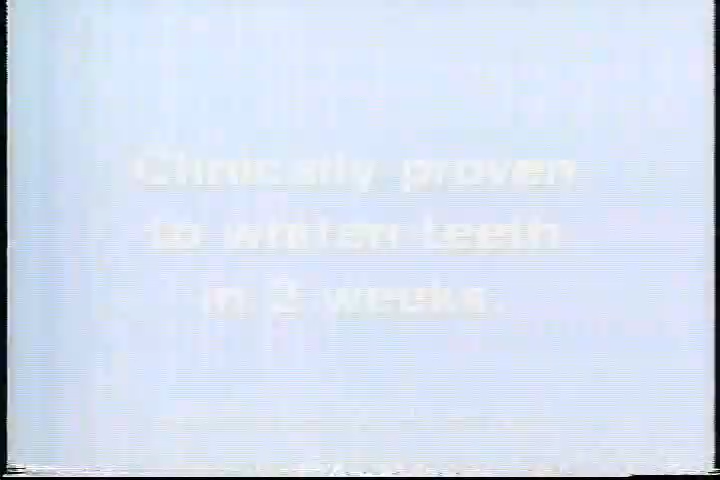 Clinically proven
to whiten teeth
in 2 weeks.